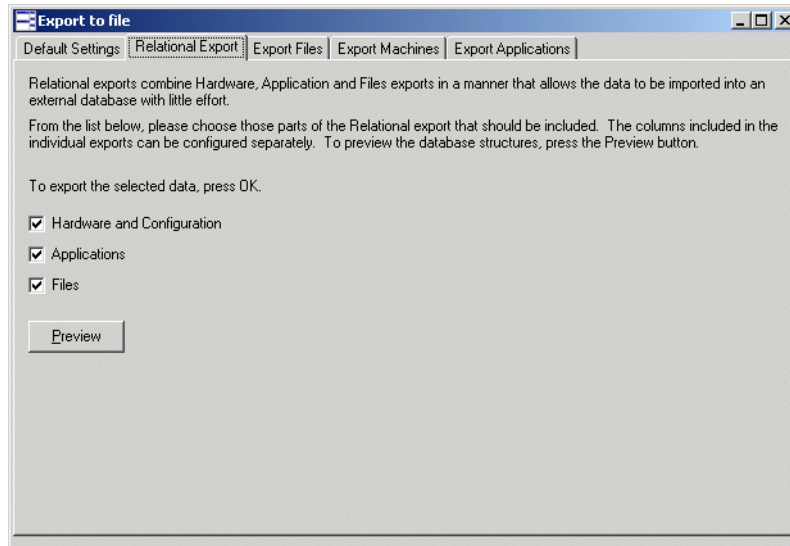 Export to file
Default Settings Relational Export Export Files Export Machines Export Applications
Relational exports combine Hardware, Application and Files exports in a manner that allows the data to be imported into an
external database with little effort.
From the list below, please choose those parts of the Relational export that should be included. The columns included in the
individual exports can be configured separately. To preview the database structures, press the Preview button.
To export the selected data, press OK.
Hardware and Configuration
Applications
Files
Preview